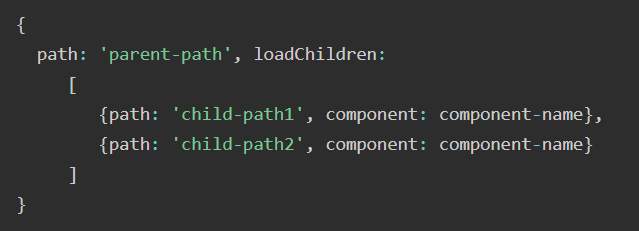 {
path: 'parent-path', loadChildren:
[
{path: 'child-path1', component: component-name},
{path: 'child-path2', component: component-name}
]
}